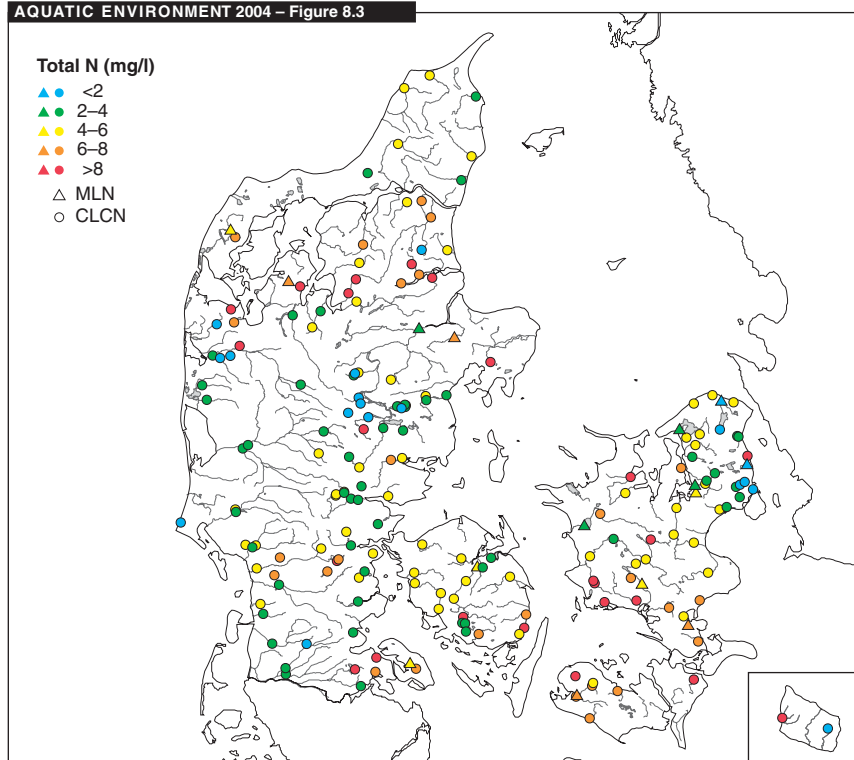 AQUATIC ENVIRONMENT 2004 – Figure 8.3
Total N (mg/l)
<2
2–4
4–6
6–8
>8
MLN
CLCN